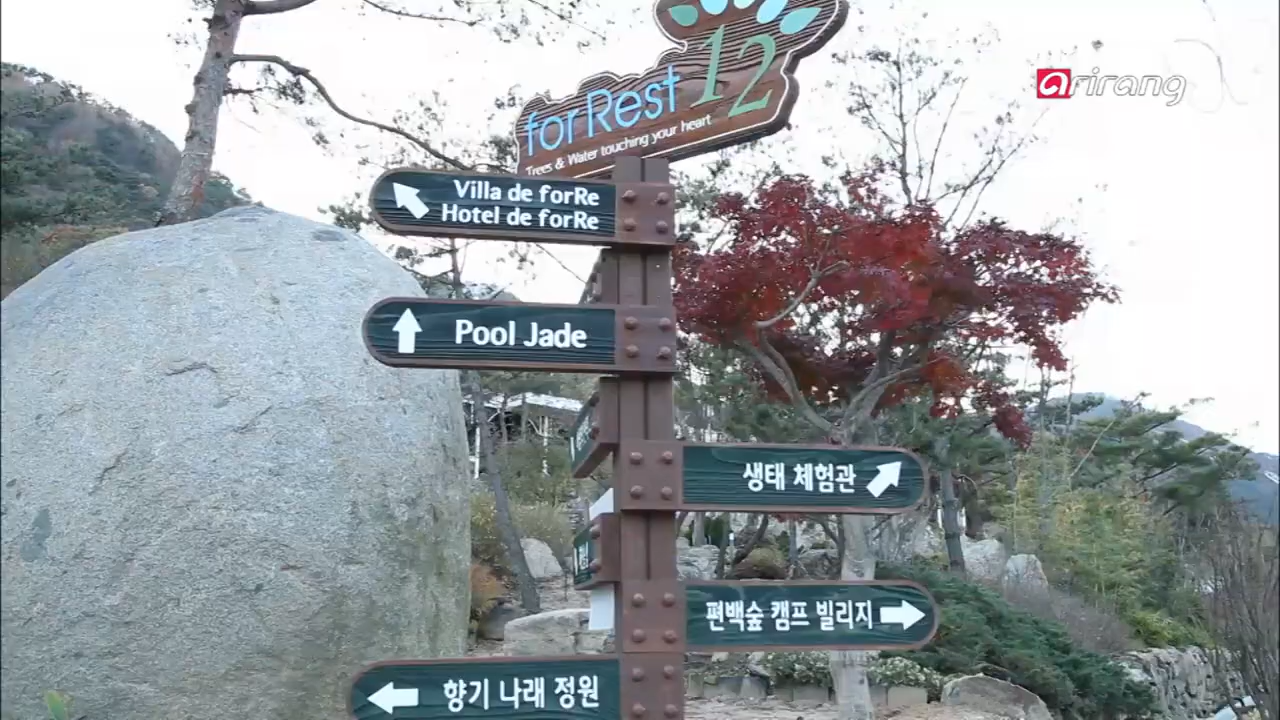 arirang
forRest 12
Trees & Water touching your heart
Villa de forRe
Hotel de forRe
Pool Jade
생태 체험관
편백숲 캠프 빌리지
향기 나래 정원